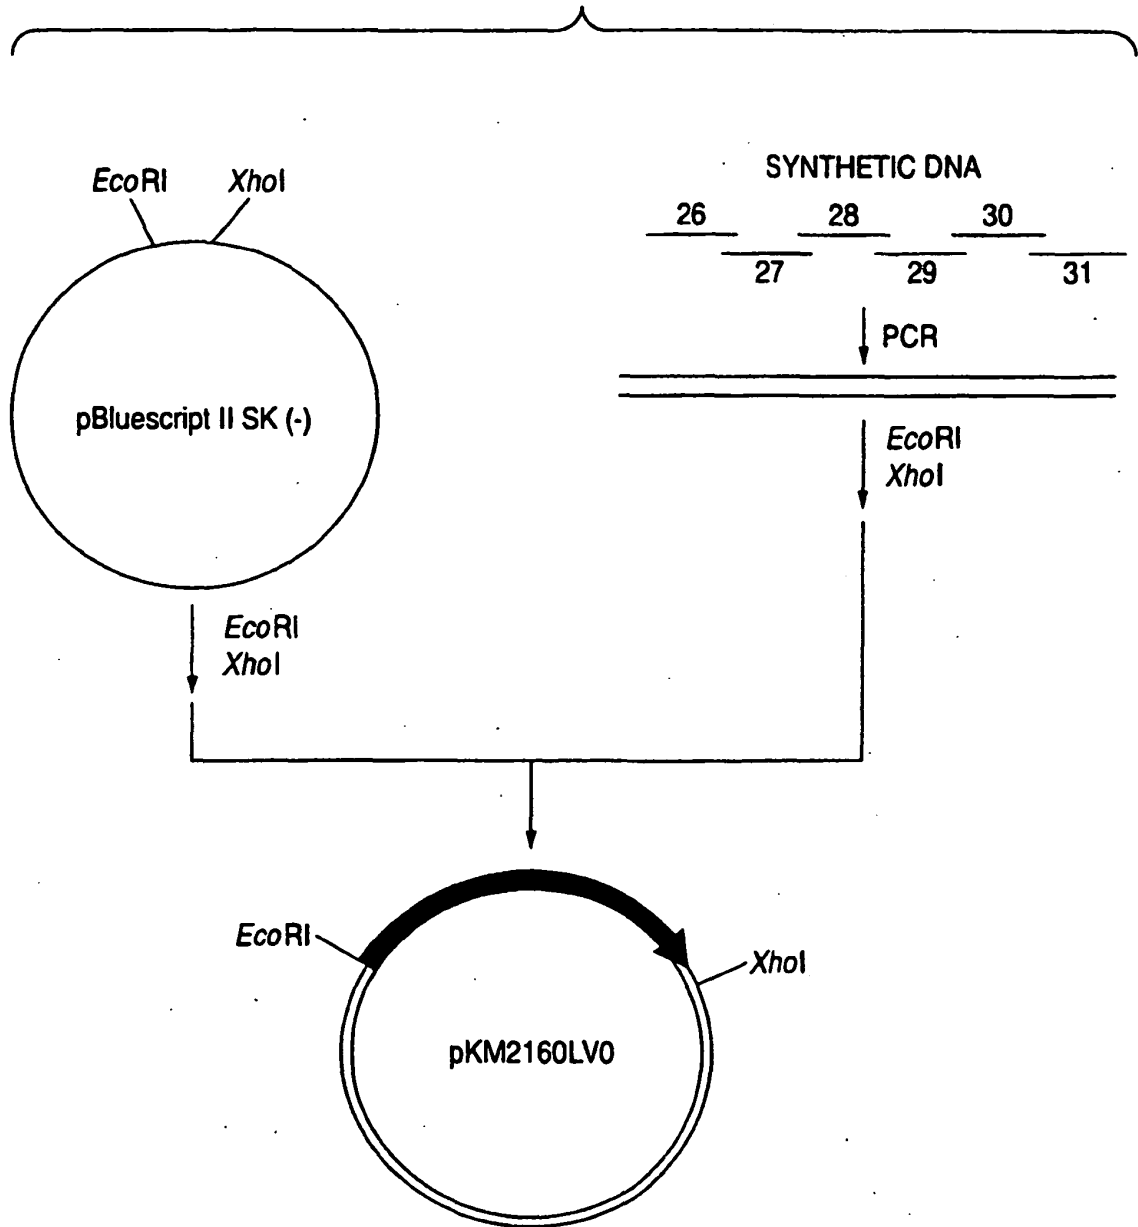 EcoRI XhoI
pBluescript II SK (-)
EcoRI
XhoI
SYNTHETIC DNA
26 28 30
27 29 31
PCR
EcoRI
XhoI
EcoRI
XhoI
pKM2160LV0